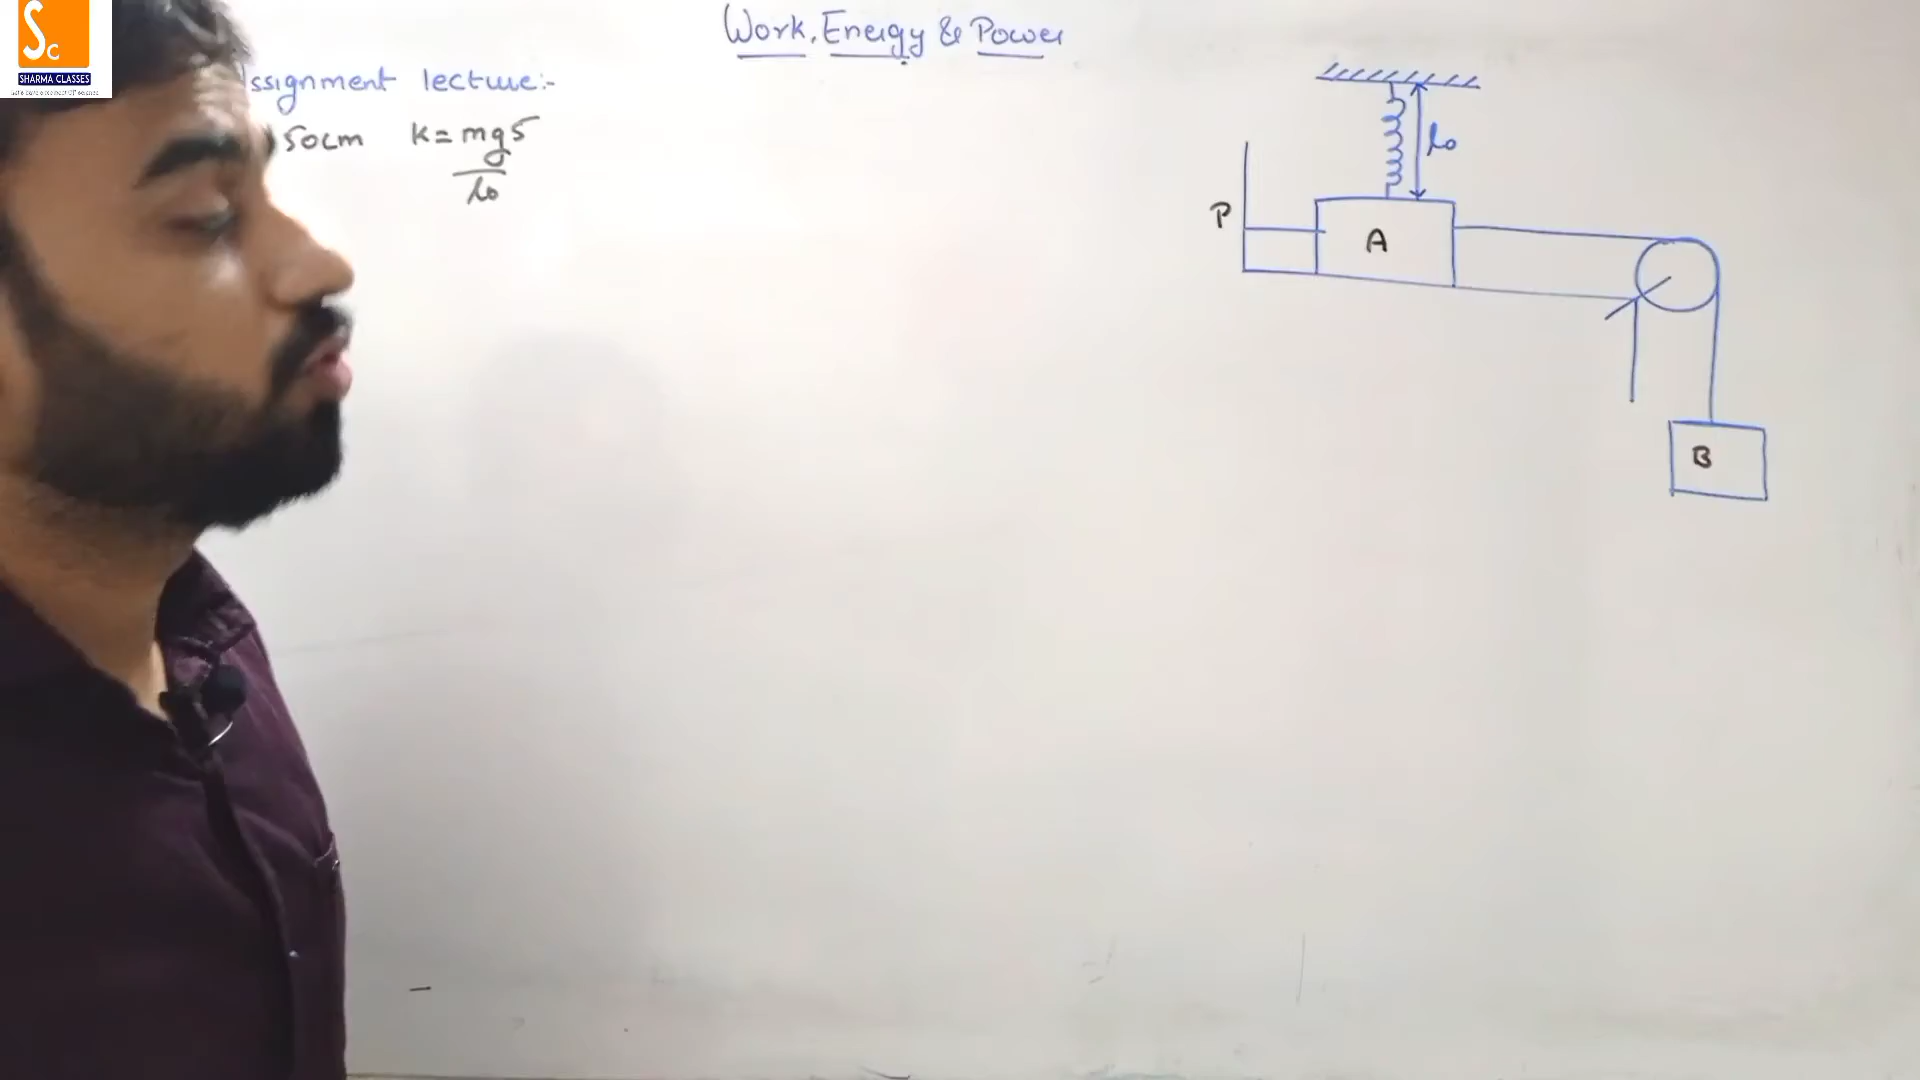 Sc
SHARMA CLASSES
Work, Energy & Power
ssignment lecture:-
50cm k = mg5
l0
l0
P
A
B